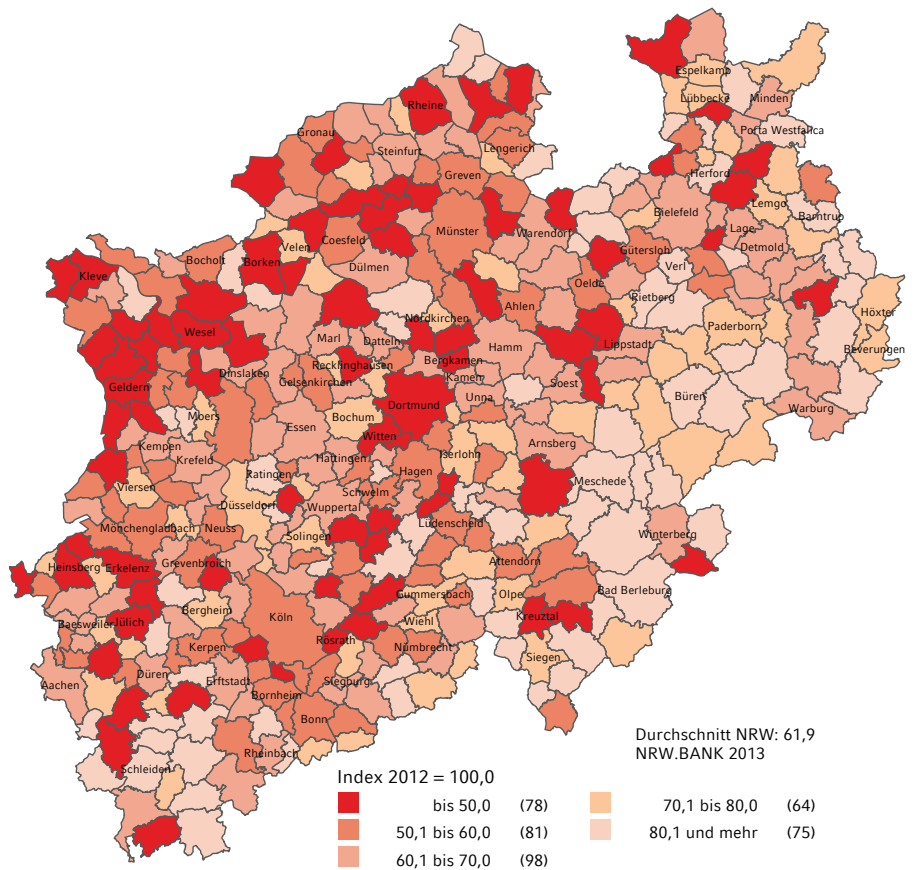 Espelkamp
Lübbecke
Minden
Rheine
Porta Westfalica
Gronau
Steinfurt
Lengerich
Herford
Greven
Lemgo
Bielefeld
Barntrup
Münster
Warendorf
Lage
Coesfeld
Velen
Gütersloh
Detmold
Bocholt
Borken
Dülmen
Verl
Kleve
Oelde
Rietberg
Ahlen
Höxter
Nordkirchen
Paderborn
Wesel
Marl
Datteln
Hamm
Lippstadt
Beverungen
Bergkamen
Recklinghausen
Dinslaken
Kamen
Gelsenkirchen
Soest
Geldern
Unna
Büren
Dortmund
Warburg
Moers
Bochum
Essen
Witten
Kempen
Arnsberg
Hattingen
Iserlohn
Krefeld
Hagen
Ratingen
Meschede
Viersen
Schwelm
Düsseldorf
Wuppertal
Mönchengladbach
Neuss
Lüdenscheid
Solingen
Winterberg
Grevenbroich
Attendorn
Heinsberg
Erkelenz
Bad Berleburg
Gummersbach
Olpe
Bergheim
Köln
Kreuztal
Baesweiler
Jülich
Wiehl
Rösrath
Kerpen
Nümbrecht
Siegen
Düren
Erftstadt
Siegburg
Aachen
Bornheim
Bonn
Rheinbach
Schleiden
Durchschnitt NRW: 61,9
NRW.BANK 2013
Index 2012 = 100,0
bis 50,0 (78)
50,1 bis 60,0 (81)
60,1 bis 70,0 (98)
70,1 bis 80,0 (64)
80,1 und mehr (75)